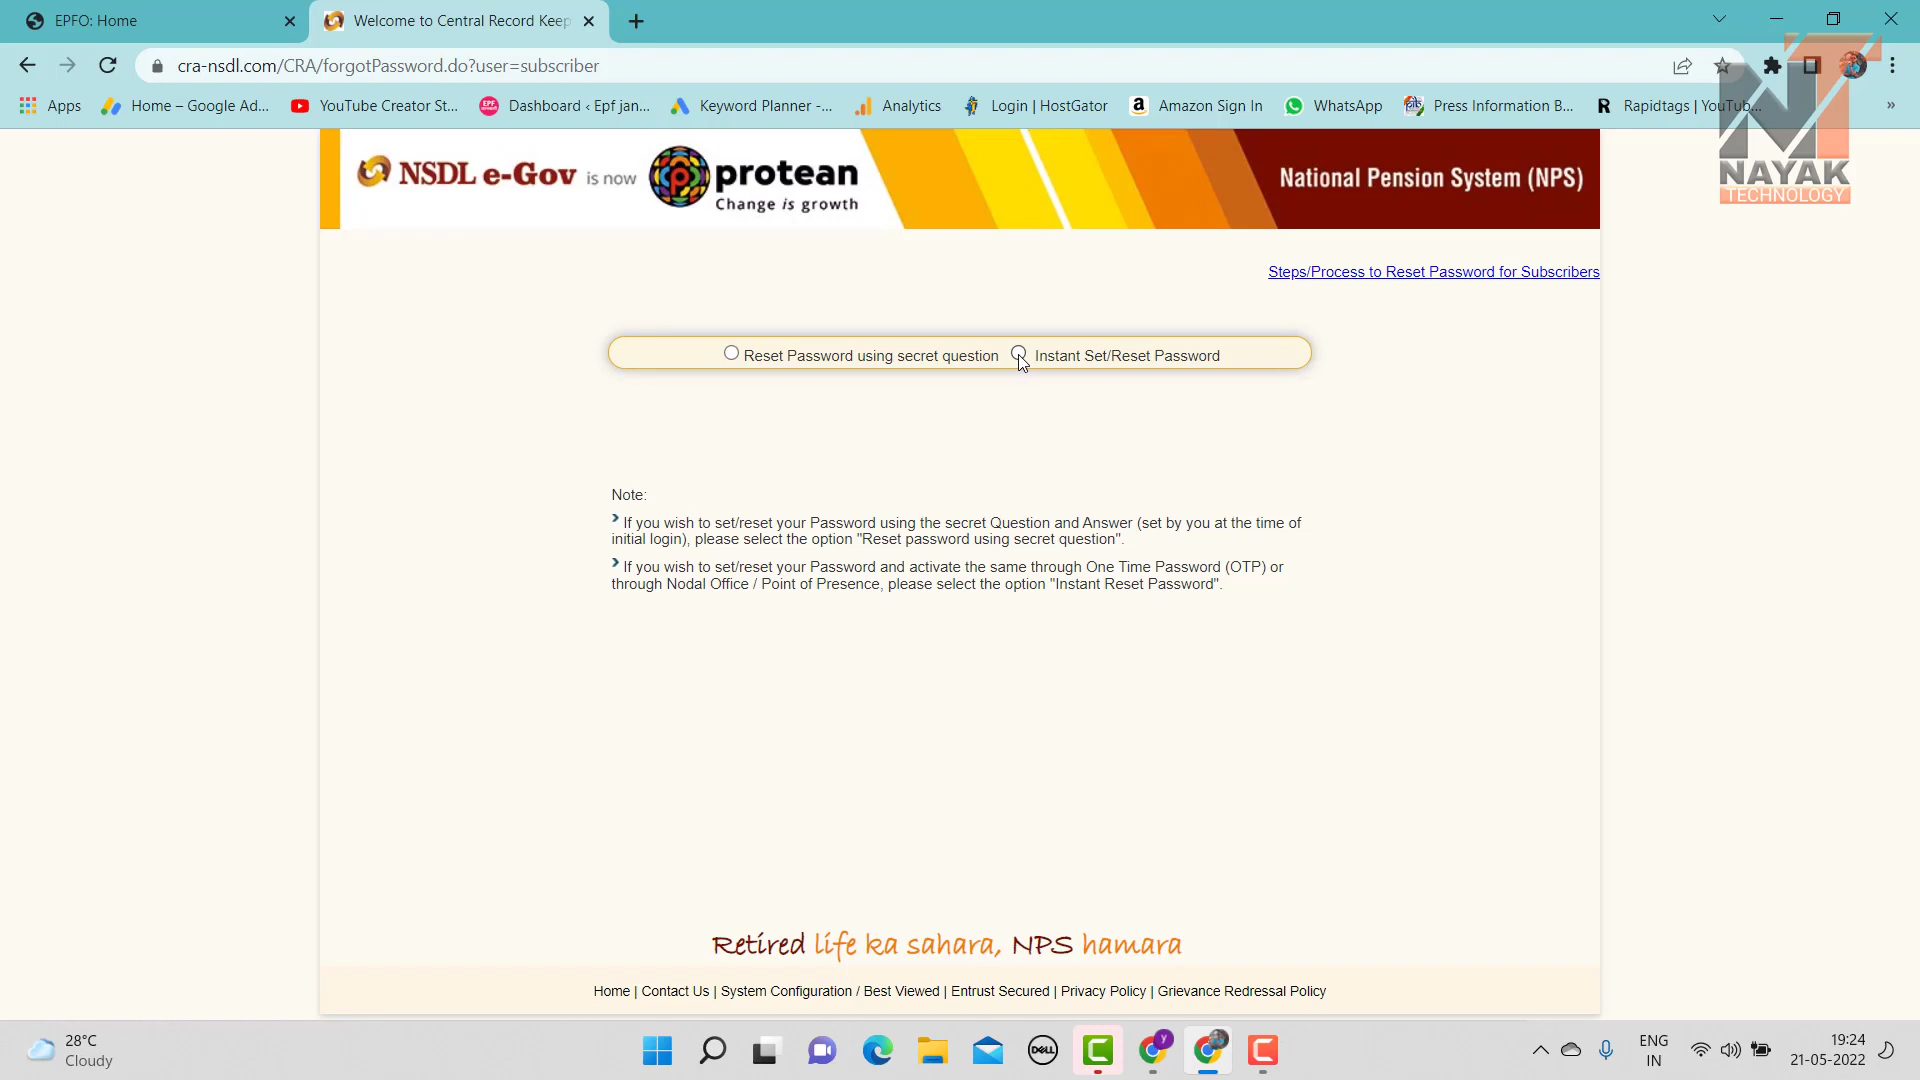 EPFO: Home
Welcome to Central Record Keep
cra-nsdl.com/CRA/forgotPassword.do?user=subscriber
Apps
Home – Google Ad...
YouTube Creator St...
Dashboard ‹ Epf jan...
Keyword Planner -...
Analytics
Login | HostGator
Amazon Sign In
WhatsApp
Press Information B...
Rapidtags | YouTub...
NAYAK
TECHNOLOGY
NSDL e-Gov is now protean
Change is growth
National Pension System (NPS)
Steps/Process to Reset Password for Subscribers
Reset Password using secret question Instant Set/Reset Password
Note:
If you wish to set/reset your Password using the secret Question and Answer (set by you at the time of
initial login), please select the option "Reset password using secret question".
If you wish to set/reset your Password and activate the same through One Time Password (OTP) or
through Nodal Office / Point of Presence, please select the option "Instant Reset Password".
Retired life ka sahara, NPS hamara
Home | Contact Us | System Configuration / Best Viewed | Entrust Secured | Privacy Policy | Grievance Redressal Policy
28°C
Cloudy
DELL
ENG
IN
19:24
21-05-2022